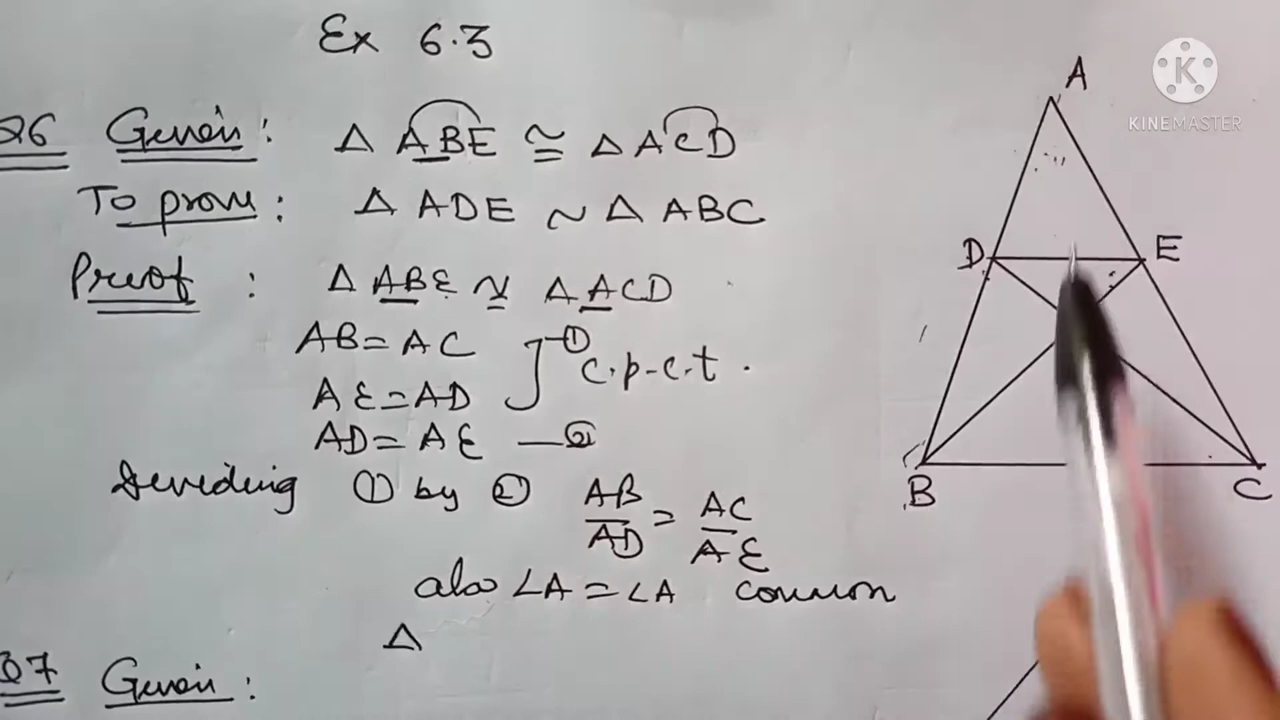 Ex 6.3
Q6 Given: △ ABE ≅ △ ACD
To prove: △ ADE ~ △ ABC
Proof : △ ABE ≅ △ ACD
AB = AC ①
AE = AD c.p.c.t.
AD = AE — ②
Deviding ① by ② AB/AD = AC/AE
also ∠A = ∠A common
△
Q7 Given:
A
D E
B C
K
KINEMASTER